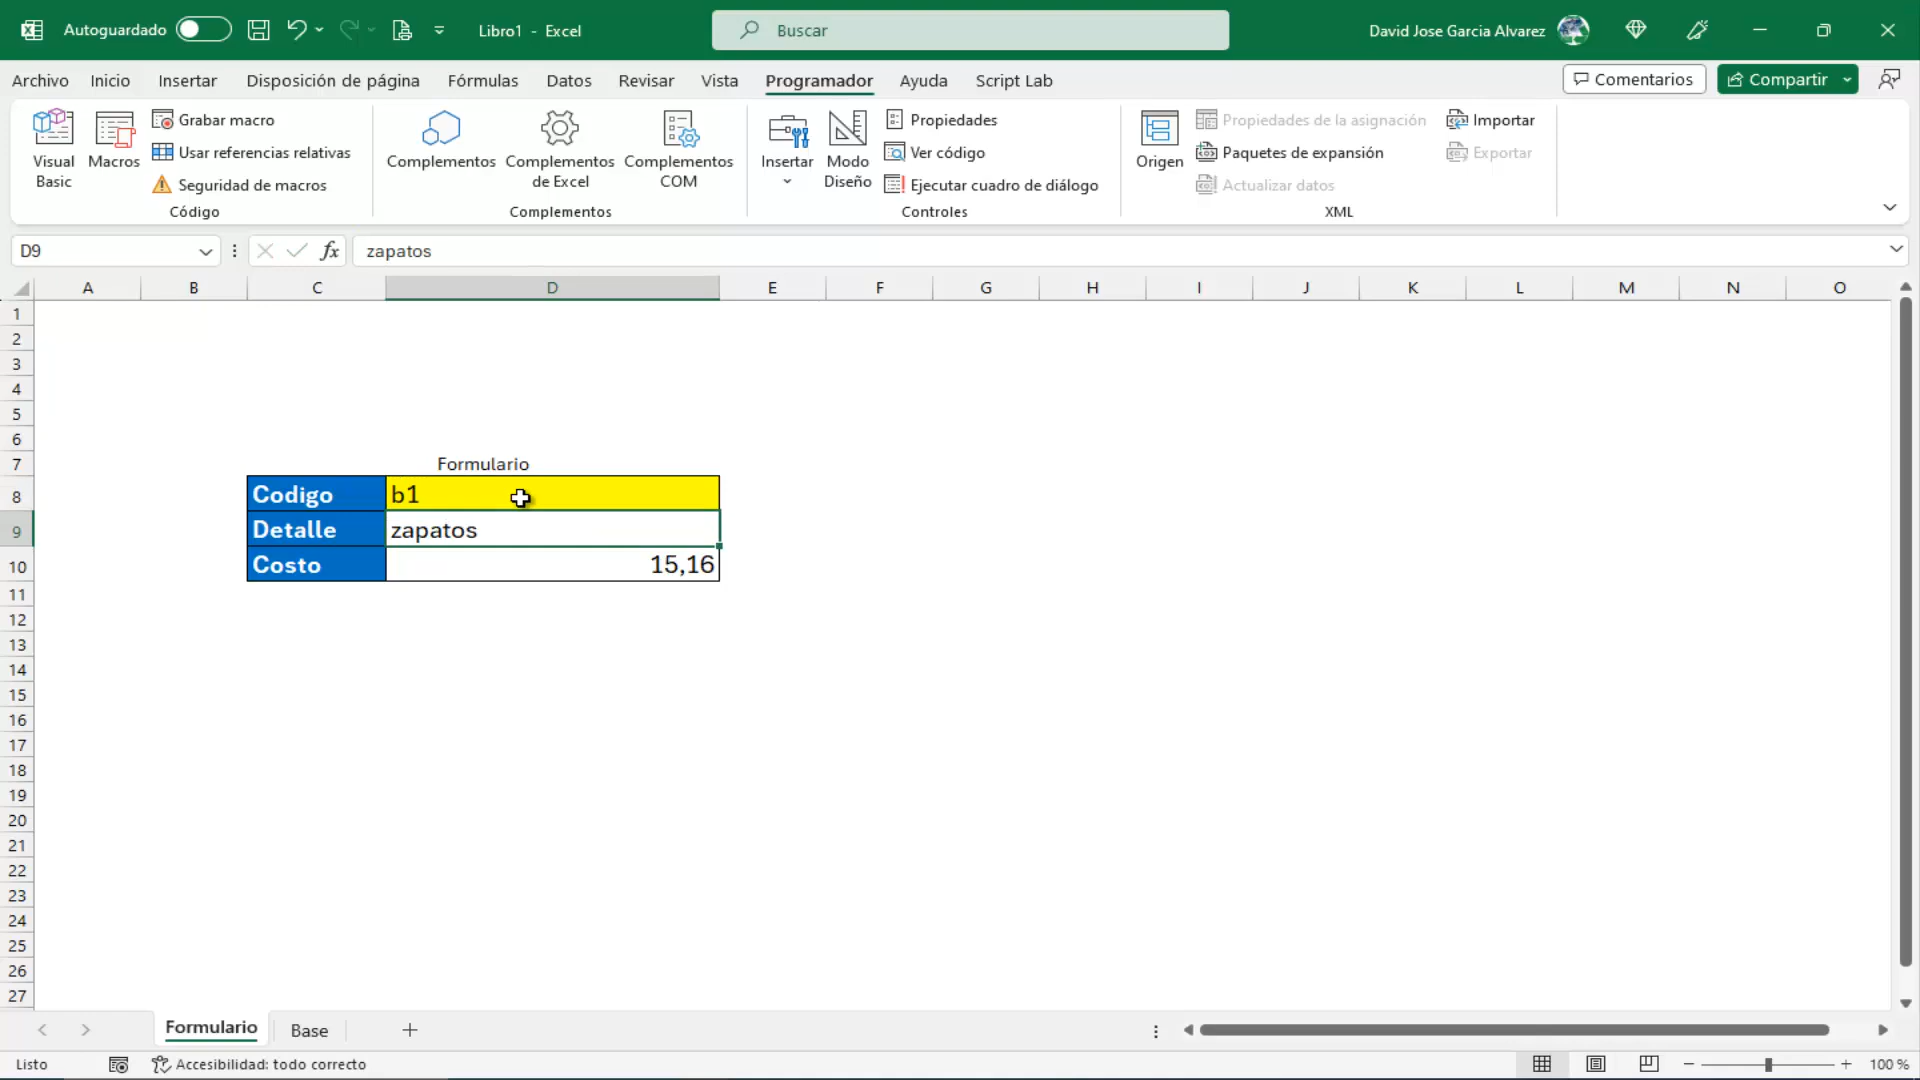 Autoguardado Libro1 - Excel Buscar David Jose Garcia Alvarez
Archivo Inicio Insertar Disposición de página Fórmulas Datos Revisar Vista Programador Ayuda Script Lab Comentarios Compartir
Visual Basic
Macros
Grabar macro
Usar referencias relativas
Seguridad de macros
Código
Complementos
Complementos de Excel
Complementos COM
Complementos
Insertar
Modo Diseño
Propiedades
Ver código
Ejecutar cuadro de diálogo
Controles
Origen
Propiedades de la asignación
Paquetes de expansión
Actualizar datos
Importar
Exportar
XML
D9 fx zapatos
A B C D E F G H I J K L M N O
1
2
3
4
5
6
7 Formulario
8 Codigo b1
9 Detalle zapatos
10 Costo 15,16
11
12
13
14
15
16
17
18
19
20
21
22
23
24
25
26
27
Formulario Base
Listo Accesibilidad: todo correcto 100 %